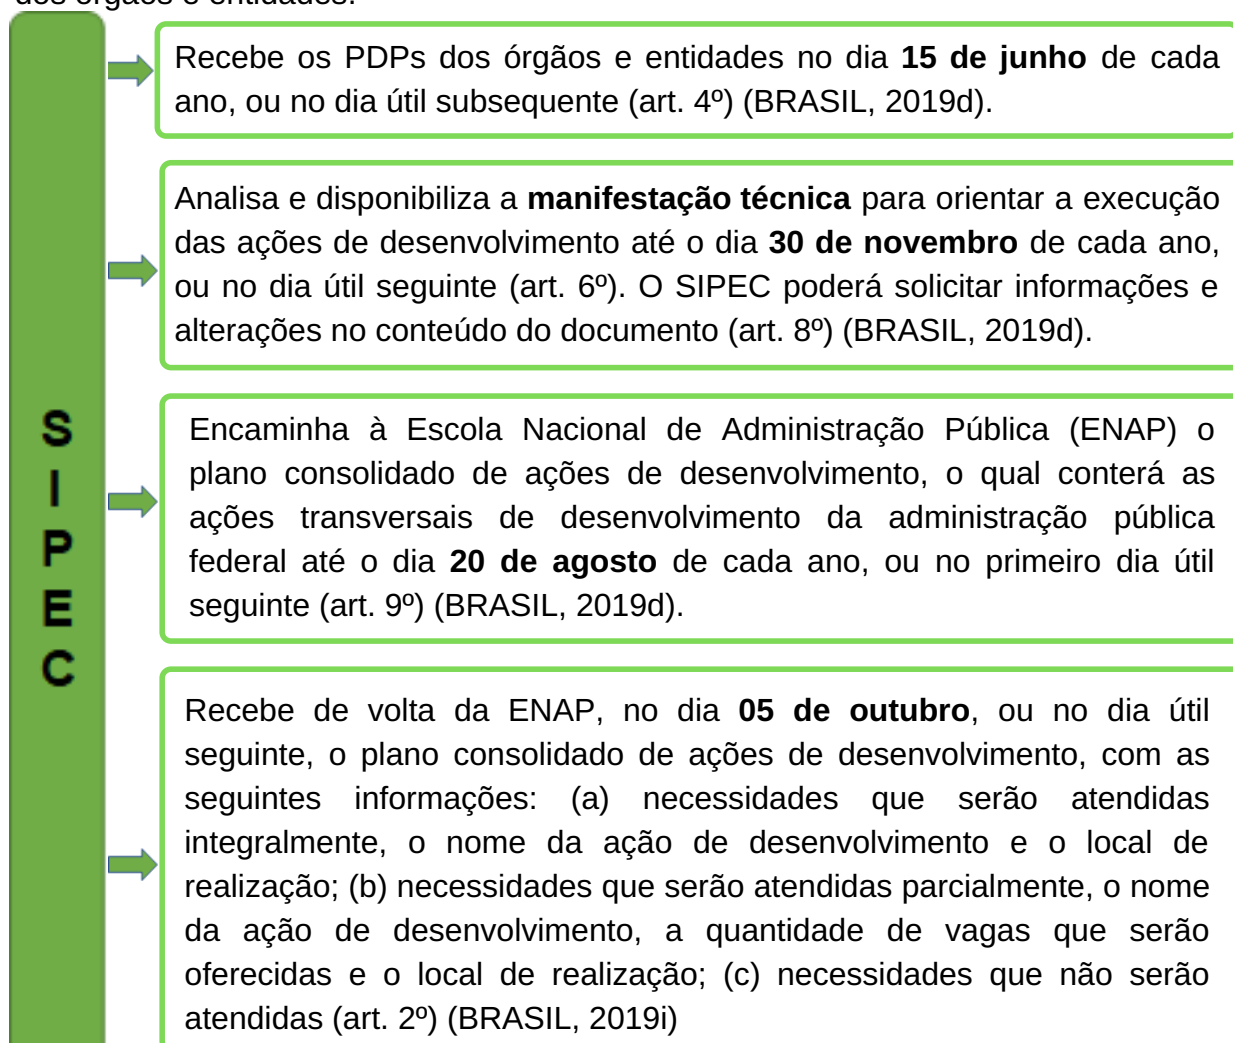 dos órgãos e entidades.
Recebe os PDPs dos órgãos e entidades no dia 15 de junho de cada
ano, ou no dia útil subsequente (art. 4º) (BRASIL, 2019d).
Analisa e disponibiliza a manifestação técnica para orientar a execução
das ações de desenvolvimento até o dia 30 de novembro de cada ano,
ou no dia útil seguinte (art. 6º). O SIPEC poderá solicitar informações e
alterações no conteúdo do documento (art. 8º) (BRASIL, 2019d).
S
I
P
E
C
Encaminha à Escola Nacional de Administração Pública (ENAP) o
plano consolidado de ações de desenvolvimento, o qual conterá as
ações transversais de desenvolvimento da administração pública
federal até o dia 20 de agosto de cada ano, ou no primeiro dia útil
seguinte (art. 9º) (BRASIL, 2019d).
Recebe de volta da ENAP, no dia 05 de outubro, ou no dia útil
seguinte, o plano consolidado de ações de desenvolvimento, com as
seguintes informações: (a) necessidades que serão atendidas
integralmente, o nome da ação de desenvolvimento e o local de
realização; (b) necessidades que serão atendidas parcialmente, o nome
da ação de desenvolvimento, a quantidade de vagas que serão
oferecidas e o local de realização; (c) necessidades que não serão
atendidas (art. 2º) (BRASIL, 2019i)